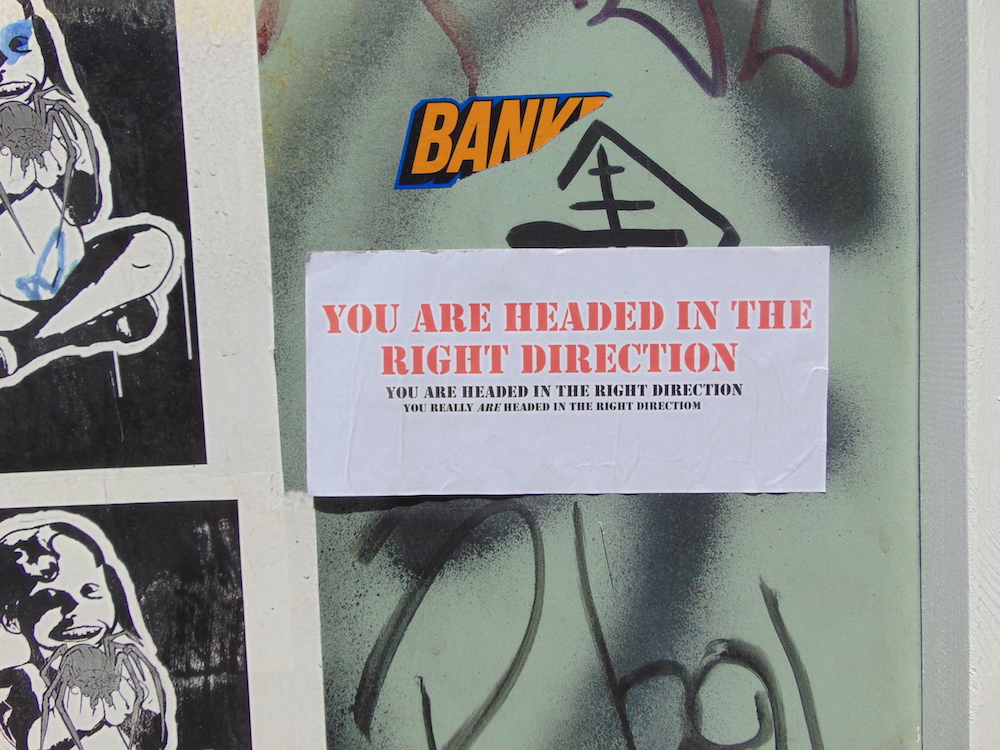 BANK
YOU ARE HEADED IN THE
RIGHT DIRECTION
YOU ARE HEADED IN THE RIGHT DIRECTION
YOU REALLY ARE HEADED IN THE RIGHT DIRECTIOM